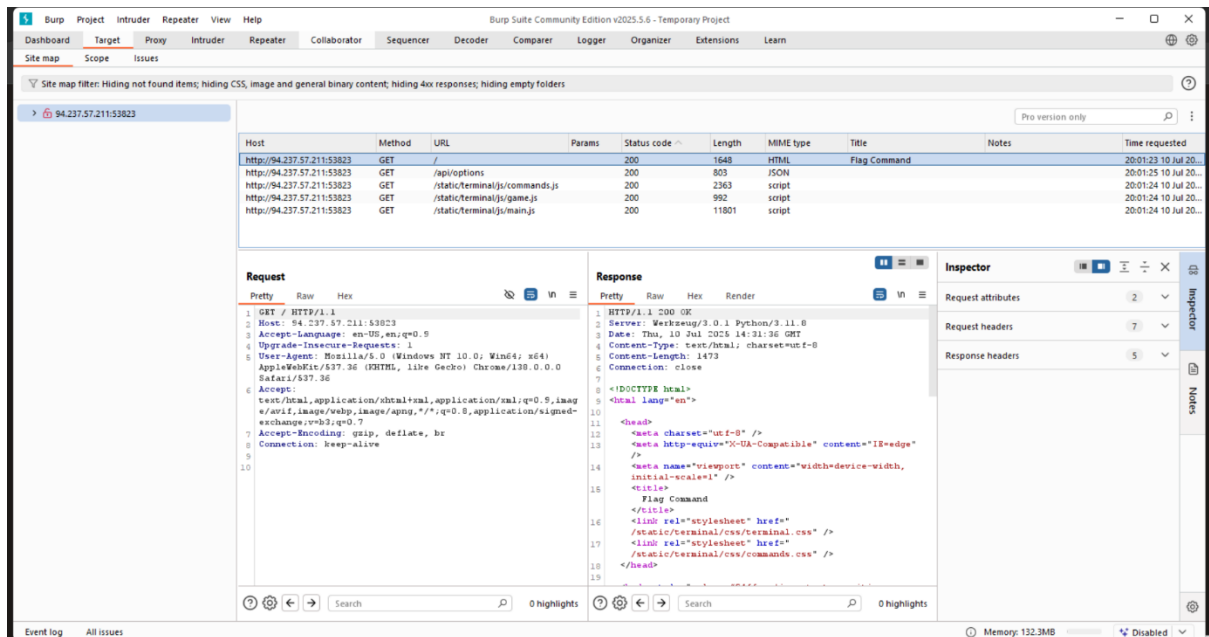 Burp Project Intruder Repeater View Help Burp Suite Community Edition v2025.5.6 - Temporary Project
Dashboard Target Proxy Intruder Repeater Collaborator Sequencer Decoder Comparer Logger Organizer Extensions Learn
Site map Scope Issues
Site map filter: Hiding not found items; hiding CSS, image and general binary content; hiding 4xx responses; hiding empty folders
94.237.57.211:53823
Pro version only
Host Method URL Params Status code Length MIME type Title Notes Time requested
http://94.237.57.211:53823 GET / 200 1648 HTML Flag Command 20:01:23 10 Jul 20...
http://94.237.57.211:53823 GET /api/options 200 803 JSON 20:01:25 10 Jul 20...
http://94.237.57.211:53823 GET /static/terminal/js/commands.js 200 2363 script 20:01:24 10 Jul 20...
http://94.237.57.211:53823 GET /static/terminal/js/game.js 200 992 script 20:01:24 10 Jul 20...
http://94.237.57.211:53823 GET /static/terminal/js/main.js 200 11801 script 20:01:24 10 Jul 20...
Request
Pretty Raw Hex
\n
1 GET / HTTP/1.1
2 Host: 94.237.57.211:53823
3 Accept-Language: en-US,en;q=0.9
4 Upgrade-Insecure-Requests: 1
5 User-Agent: Mozilla/5.0 (Windows NT 10.0; Win64; x64)
AppleWebKit/537.36 (KHTML, like Gecko) Chrome/138.0.0.0
Safari/537.36
6 Accept:
text/html,application/xhtml+xml,application/xml;q=0.9,imag
e/avif,image/webp,image/apng,*/*;q=0.8,application/signed-
exchange;v=b3;q=0.7
7 Accept-Encoding: gzip, deflate, br
8 Connection: keep-alive
9
10
Search
0 highlights
Response
Pretty Raw Hex Render
\n
1 HTTP/1.1 200 OK
2 Server: Werkzeug/3.0.1 Python/3.11.8
3 Date: Thu, 10 Jul 2025 14:31:36 GMT
4 Content-Type: text/html; charset=utf-8
5 Content-Length: 1473
6 Connection: close
7
8 <!DOCTYPE html>
9 <html lang="en">
10
11 <head>
12 <meta charset="utf-8" />
13 <meta http-equiv="X-UA-Compatible" content="IE=edge"
/>
14 <meta name="viewport" content="width=device-width,
initial-scale=1" />
15 <title>
Flag Command
</title>
16 <link rel="stylesheet" href="
/static/terminal/css/terminal.css" />
17 <link rel="stylesheet" href="
/static/terminal/css/commands.css" />
18 </head>
19
Search
0 highlights
Inspector
Request attributes 2
Request headers 7
Response headers 5
Inspector
Notes
Event log All issues
Memory: 132.3MB
Disabled